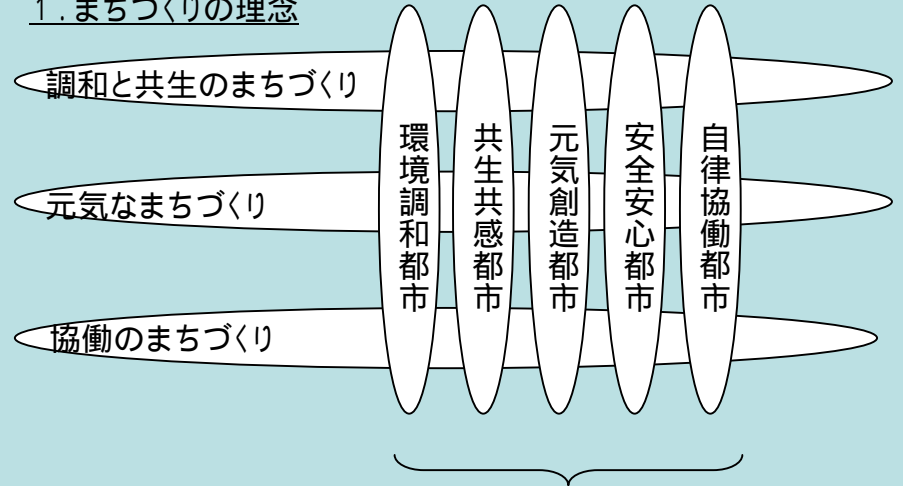 1.まちづくりの理念
調和と共生のまちづくり
元気なまちづくり
協働のまちづくり
環境調和都市
共生共感都市
元気創造都市
安全安心都市
自律協働都市